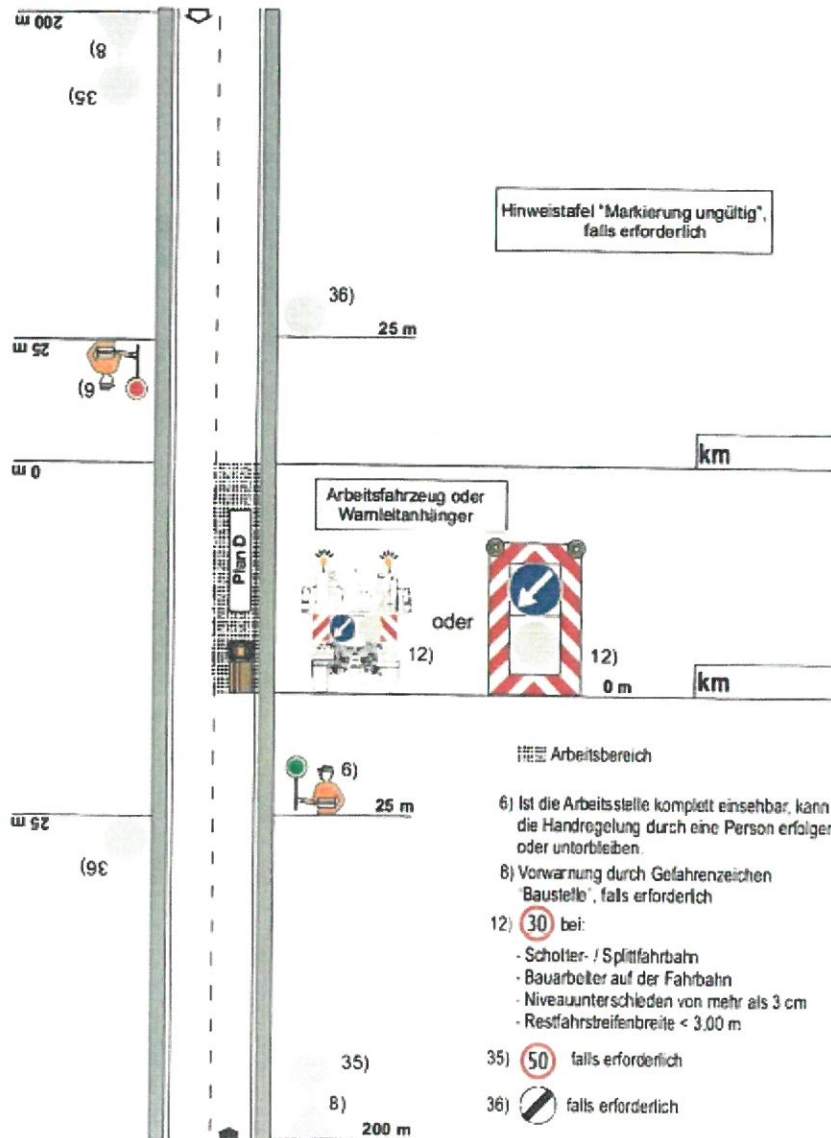 200 m
8)
35)
Hinweistafel "Markierung ungültig",
falls erforderlich
36)
25 m
25 m
6)
0 m
km
Arbeitsfahrzeug oder
Warnleitanhänger
Plan D
oder
12)
12)
0 m
km
Arbeitsbereich
6)
25 m
25 m
36)
6) Ist die Arbeitsstelle komplett einsehbar, kann
die Handregelung durch eine Person erfolgen
oder unterbleiben.
8) Vorwarnung durch Gefahrenzeichen
"Baustelle", falls erforderlich
12) 30 bei:
- Schotter- / Splittfahrbahn
- Bauarbeiter auf der Fahrbahn
- Niveauunterschieden von mehr als 3 cm
- Restfahrstreifenbreite < 3,00 m
35) 50 falls erforderlich
36) falls erforderlich
35)
8)
200 m